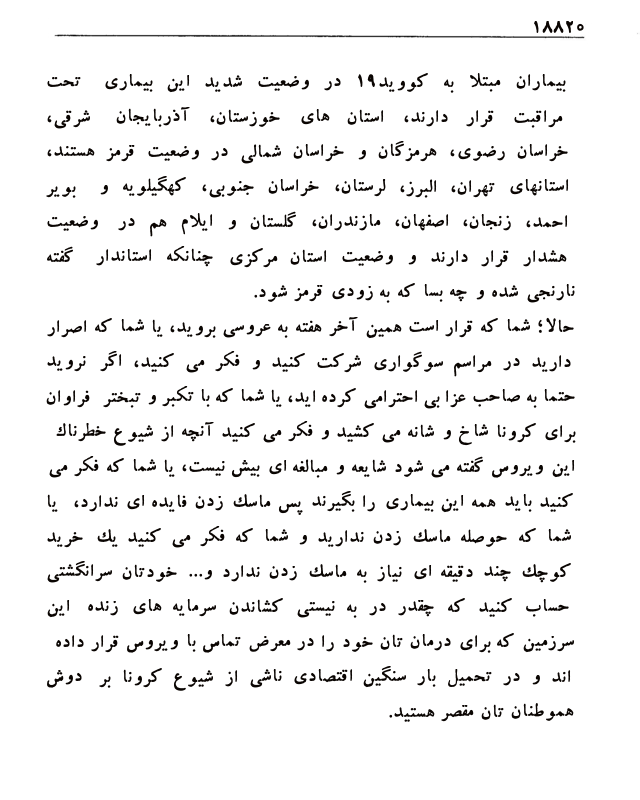 ۱۸۸۲۰
بیماران مبتلا به کووید۱۹ در وضعیت شدید این بیماری تحت
مراقبت قرار دارند، استان های خوزستان، آذربایجان شرقی،
خراسان رضوی، هرمزگان و خراسان شمالی در وضعیت قرمز هستند،
استانهای تهران، البرز، لرستان، خراسان جنوبی، کهگیلویه و بویر
احمد، زنجان، اصفهان، مازندران، گلستان و ایلام هم در وضعیت
هشدار قرار دارند و وضعیت استان مرکزی چنانکه استاندار گفته
نارنجی شده و چه بسا که به زودی قرمز شود.
حالا؛ شما که قرار است همین آخر هفته به عروسی بروید، یا شما که اصرار
دارید در مراسم سوگواری شرکت کنید و فکر می کنید، اگر نروید
حتما به صاحب عزا بی احترامی کرده اید، یا شما که با تکبر و تبختر فراوان
برای کرونا شاخ و شانه می کشید و فکر می کنید آنچه از شیوع خطرناك
این ویروس گفته می شود شایعه و مبالغه ای بیش نیست، یا شما که فکر می
کنید باید همه این بیماری را بگیرند پس ماسك زدن فایده ای ندارد، یا
شما که حوصله ماسك زدن ندارید و شما که فکر می کنید یك خرید
کوچك چند دقیقه ای نیاز به ماسك زدن ندارد و... خودتان سرانگشتی
حساب کنید که چقدر در به نیستی کشاندن سرمایه های زنده این
سرزمین که برای درمان تان خود را در معرض تماس با ویروس قرار داده
اند و در تحمیل بار سنگین اقتصادی ناشی از شیوع کرونا بر دوش
هموطنان تان مقصر هستید.